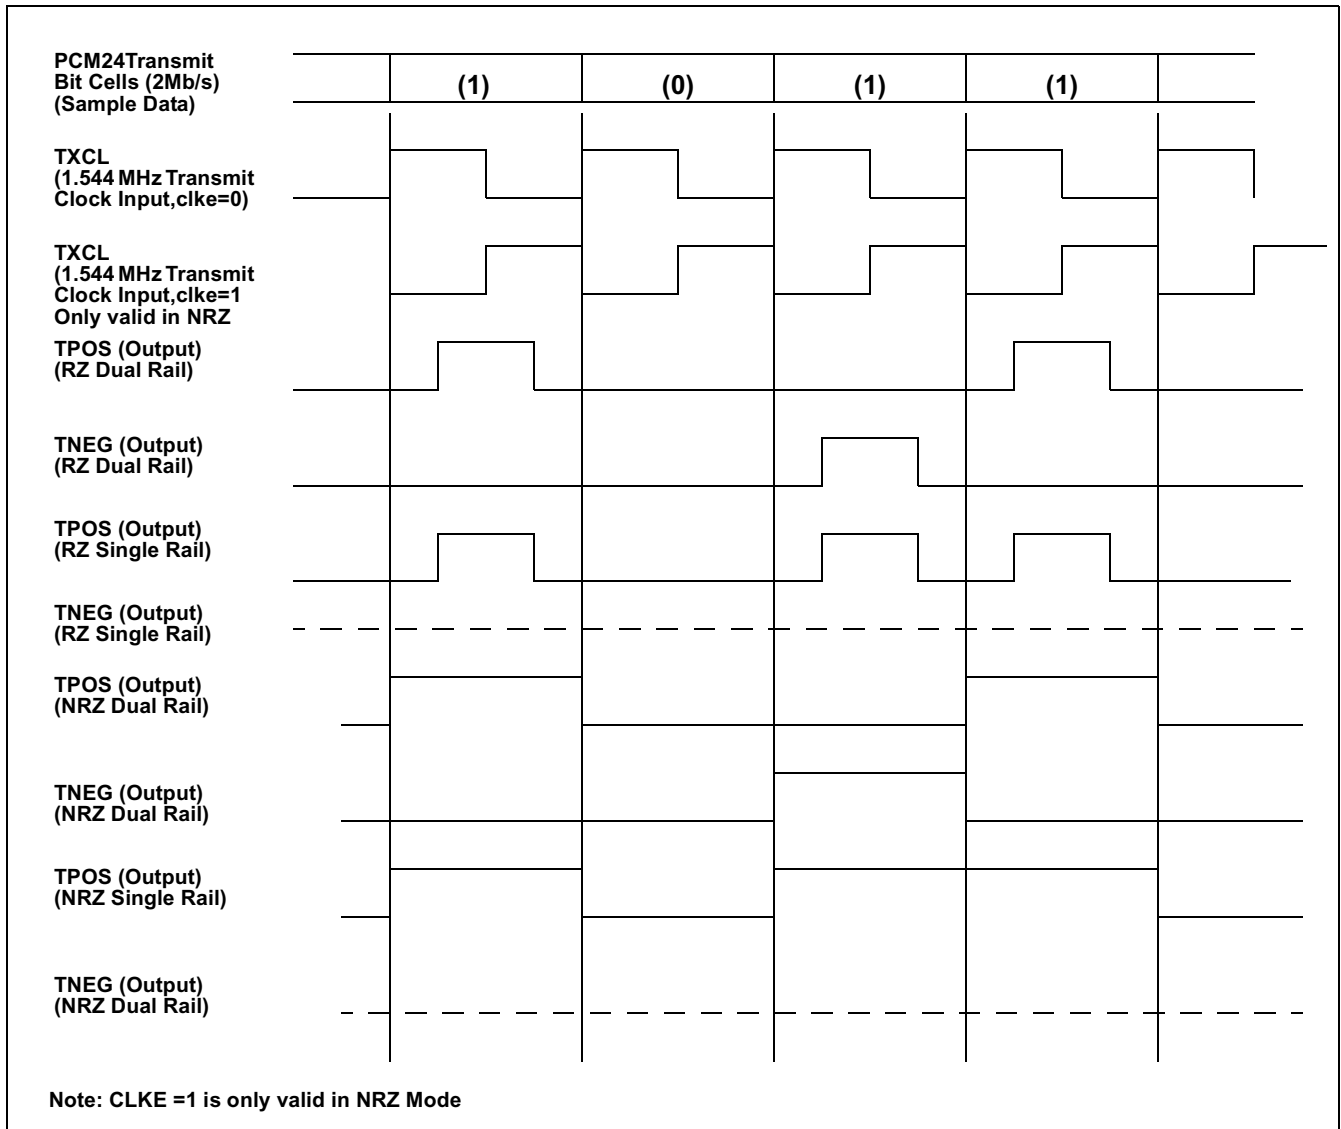 PCM24Transmit
Bit Cells (2Mb/s)
(Sample Data)
(1) (0) (1) (1)
TXCL
(1.544 MHz Transmit
Clock Input,clke=0)
TXCL
(1.544 MHz Transmit
Clock Input,clke=1
Only valid in NRZ
TPOS (Output)
(RZ Dual Rail)
TNEG (Output)
(RZ Dual Rail)
TPOS (Output)
(RZ Single Rail)
TNEG (Output)
(RZ Single Rail)
TPOS (Output)
(NRZ Dual Rail)
TNEG (Output)
(NRZ Dual Rail)
TPOS (Output)
(NRZ Single Rail)
TNEG (Output)
(NRZ Dual Rail)
Note: CLKE =1 is only valid in NRZ Mode